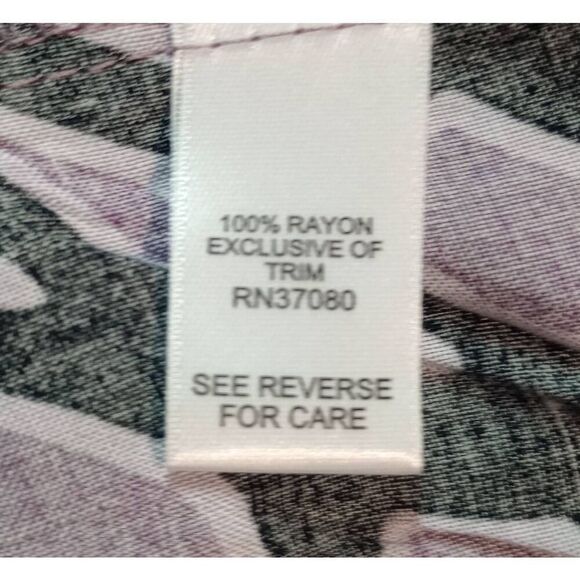 100% RAYON
EXCLUSIVE OF
TRIM
RN37080
SEE REVERSE
FOR CARE